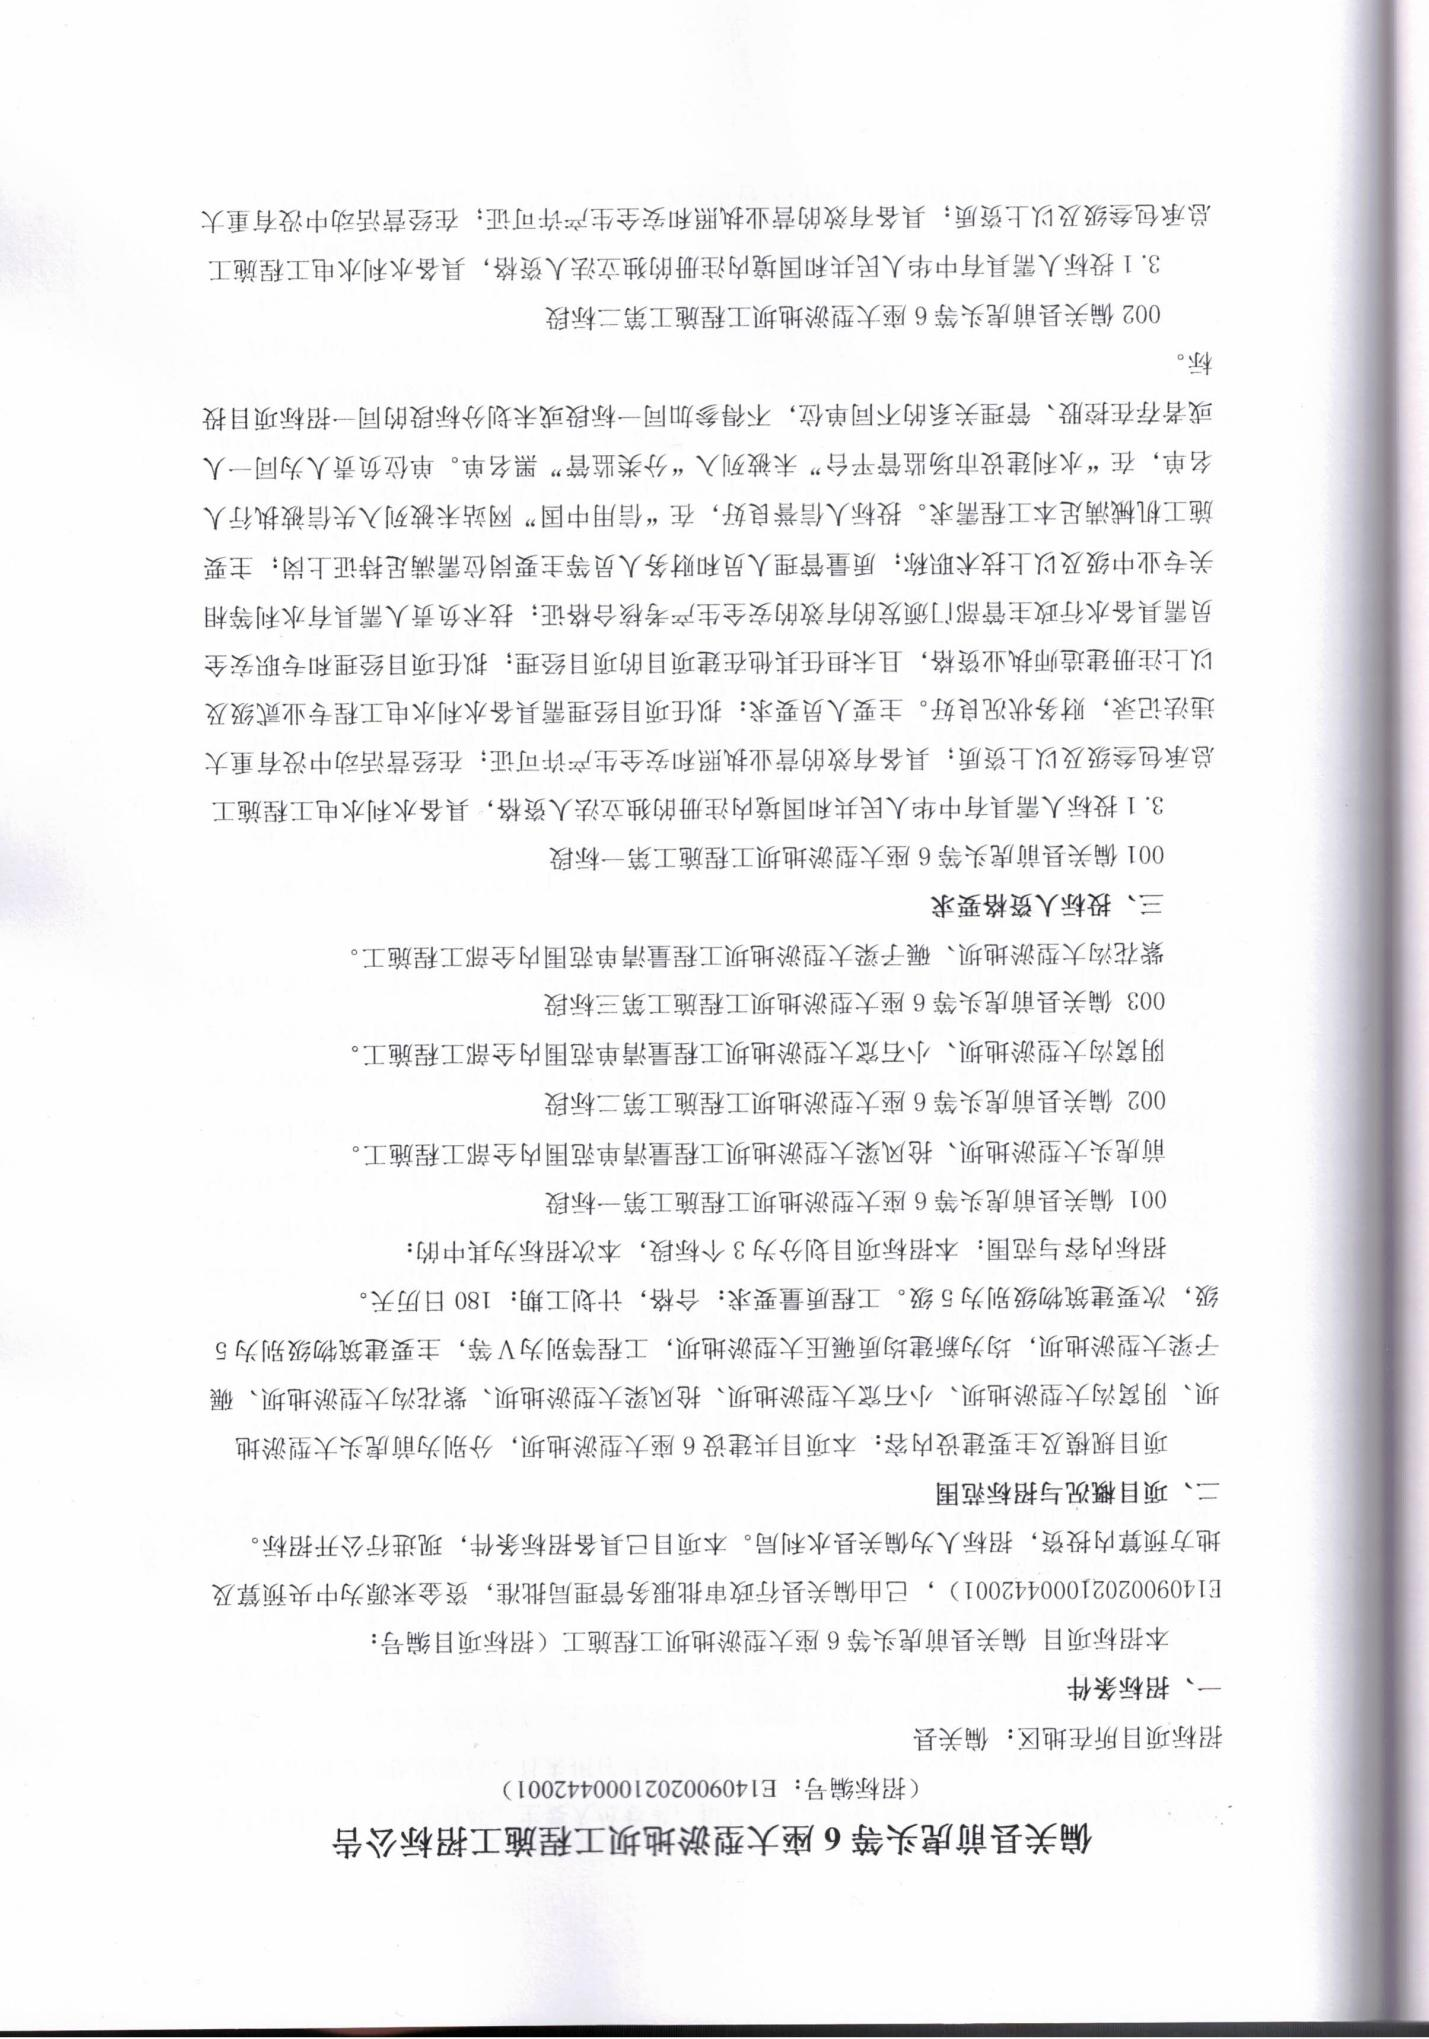 偏关县前虎头等 6 座大型淤地坝工程施工招标公告
（招标编号：E1409002021000442001）
招标项目所在地区：偏关县
一、招标条件
本招标项目 偏关县前虎头等 6 座大型淤地坝工程施工（招标项目编号：
E1409002021000442001），已由偏关县行政审批服务管理局批准，资金来源为中央预算及
地方预算内投资，招标人为偏关县水利局。本项目已具备招标条件，现进行公开招标。
二、项目概况与招标范围
项目规模及主要建设内容：本项目共建设 6 座大型淤地坝，分别为前虎头大型淤地
坝、阴窝沟大型淤地坝、小石窊大型淤地坝、抢风梁大型淤地坝、紫花沟大型淤地坝、碾
子梁大型淤地坝，均为新建均质碾压大型淤地坝，工程等别为Ⅴ等，主要建筑物级别为 5
级，次要建筑物级别为 5 级。工程质量要求：合格，计划工期：180 日历天。
招标内容与范围：本招标项目划分为 3 个标段，本次招标为其中的：
001 偏关县前虎头等 6 座大型淤地坝工程施工第一标段
前虎头大型淤地坝、抢风梁大型淤地坝工程量清单范围内全部工程施工。
002 偏关县前虎头等 6 座大型淤地坝工程施工第二标段
阴窝沟大型淤地坝、小石窊大型淤地坝工程量清单范围内全部工程施工。
003 偏关县前虎头等 6 座大型淤地坝工程施工第三标段
紫花沟大型淤地坝、碾子梁大型淤地坝工程量清单范围内全部工程施工。
三、投标人资格要求
001 偏关县前虎头等 6 座大型淤地坝工程施工第一标段
3.1 投标人需具有中华人民共和国境内注册的独立法人资格，具备水利水电工程施工
总承包叁级及以上资质；具备有效的营业执照和安全生产许可证；在经营活动中没有重大
违法记录，财务状况良好。主要人员要求：拟任项目经理需具备水利水电工程专业贰级及
以上注册建造师执业资格，且未担任其他在建项目的项目经理；拟任项目经理和专职安全
员需具备水行政主管部门颁发的有效的安全生产考核合格证；技术负责人需具有水利等相
关专业中级及以上技术职称；质量管理人员和财务人员等主要岗位需满足持证上岗；主要
施工机械满足本工程需求。投标人信誉良好，在“信用中国”网站未被列入失信被执行人
名单，在“水利建设市场监管平台”未被列入“分类监管”黑名单。单位负责人为同一人
或者存在控股、管理关系的不同单位，不得参加同一标段或未划分标段的同一招标项目投
标。
002 偏关县前虎头等 6 座大型淤地坝工程施工第二标段
3.1 投标人需具有中华人民共和国境内注册的独立法人资格，具备水利水电工程施工
总承包叁级及以上资质；具备有效的营业执照和安全生产许可证；在经营活动中没有重大